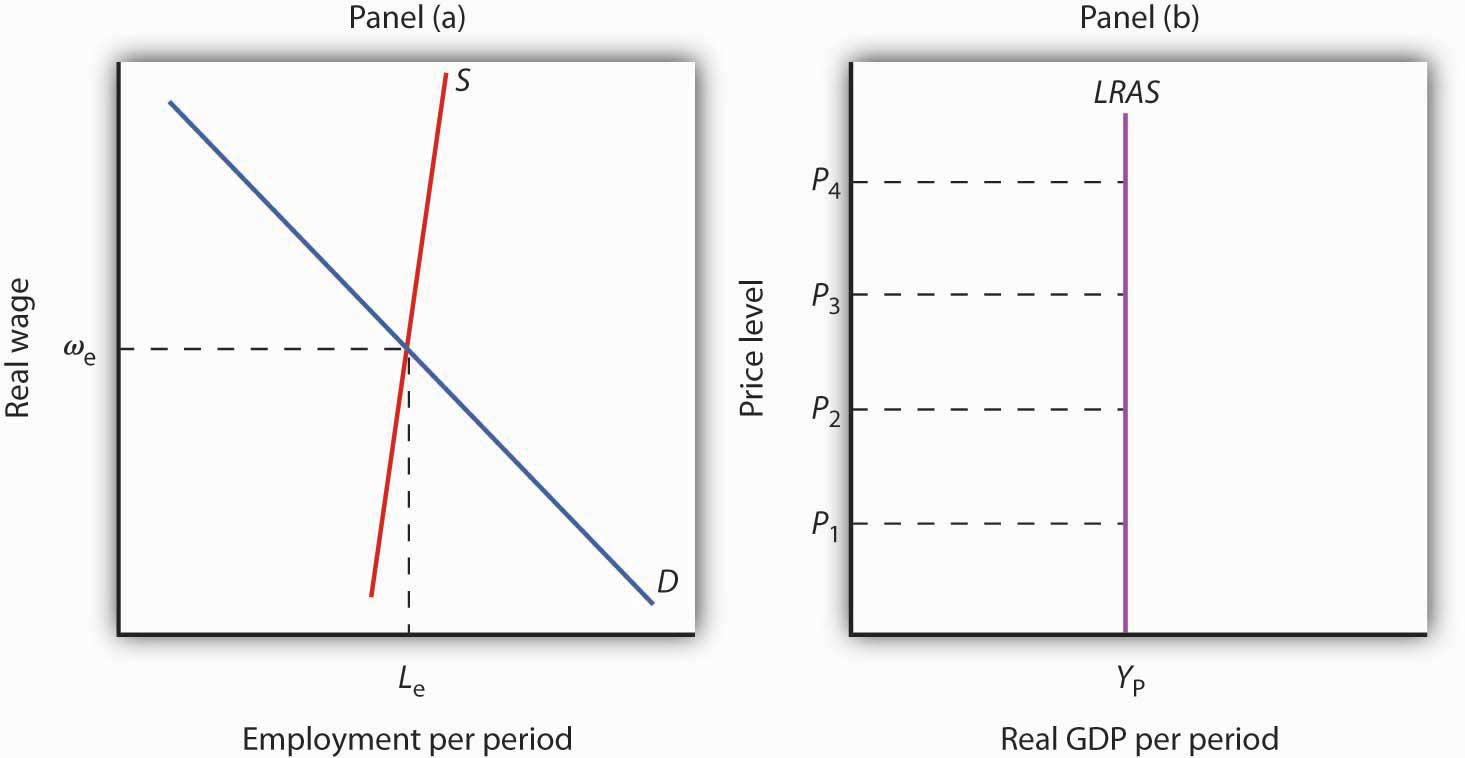 Panel (a)
S
D
Real wage
ωe
Le
Employment per period
Panel (b)
LRAS
P4
P3
P2
P1
Price level
YP
Real GDP per period